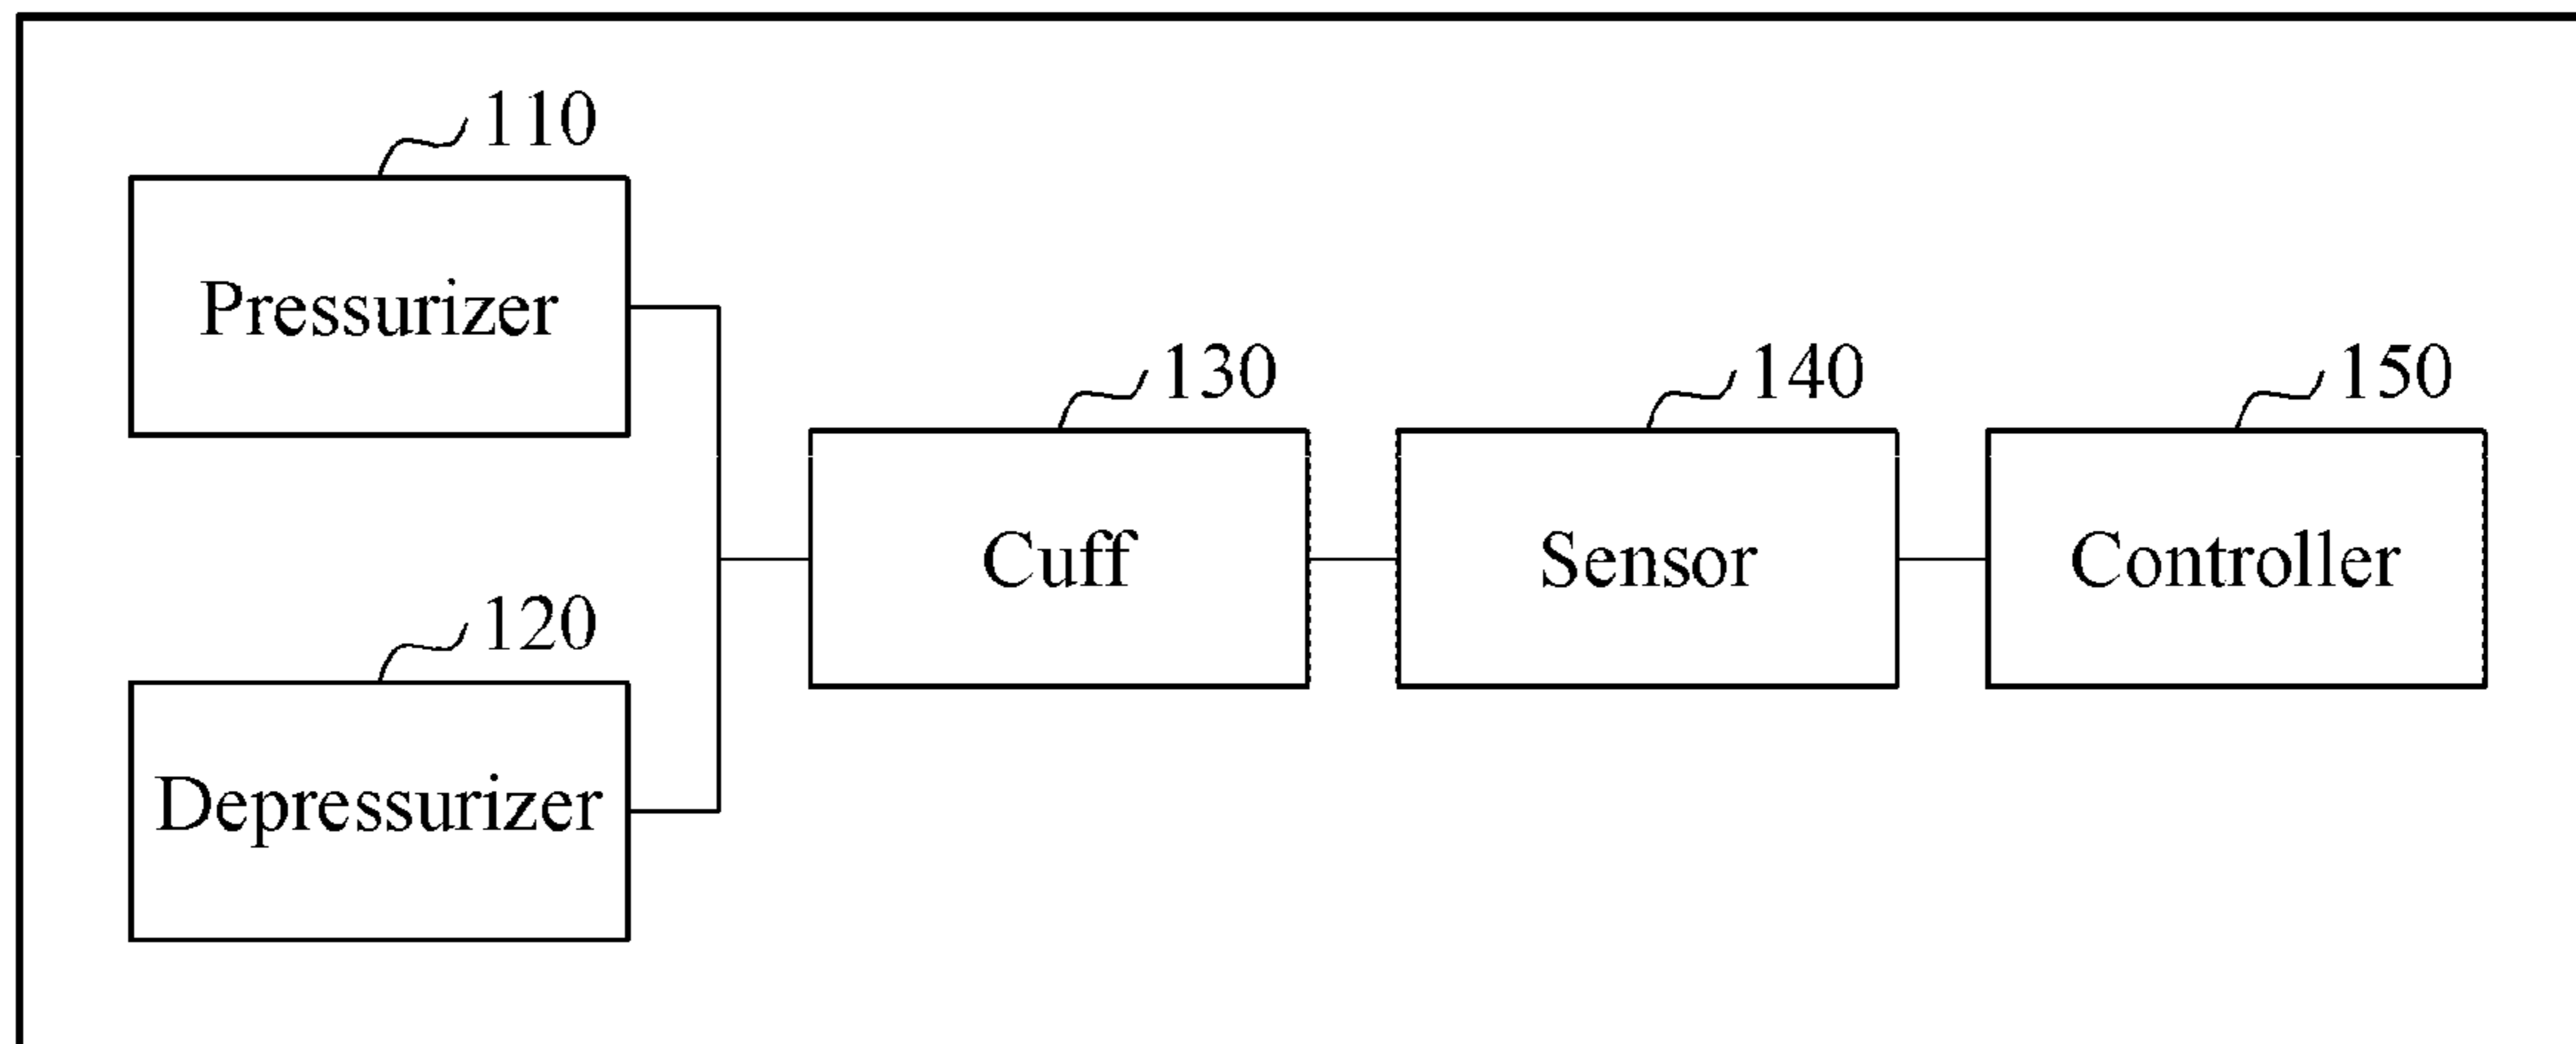 110
Pressurizer
130
140
150
Cuff
Sensor
Controller
120
Depressurizer